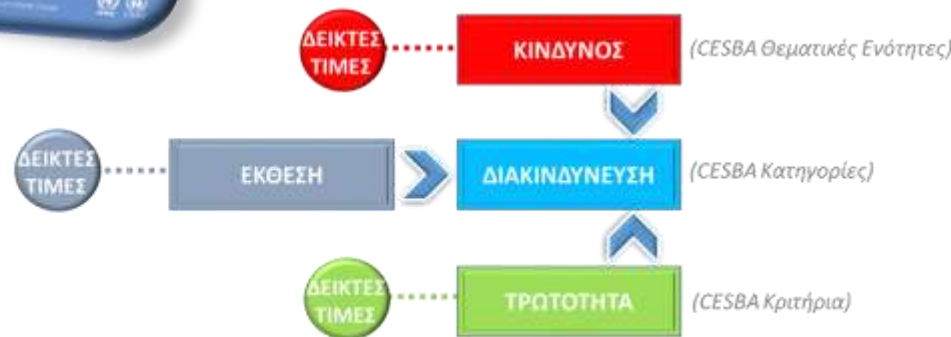 ΔΕΙΚΤΕΣ
ΤΙΜΕΣ
ΚΙΝΔΥΝΟΣ
(CESBA Θεματικές Ενότητες)
ΔΕΙΚΤΕΣ
ΤΙΜΕΣ
ΕΚΘΕΣΗ
ΔΙΑΚΙΝΔΥΝΕΥΣΗ
(CESBA Κατηγορίες)
ΔΕΙΚΤΕΣ
ΤΙΜΕΣ
ΤΡΩΤΟΤΗΤΑ
(CESBA Κριτήρια)